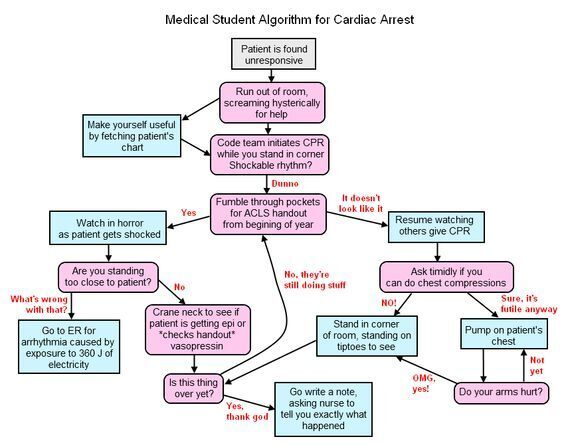 Medical Student Algorithm for Cardiac Arrest
Patient is found
unresponsive
Run out of room,
screaming hysterically
for help
Make yourself useful
by fetching patient's
chart
Code team initiates CPR
while you stand in corner
Shockable rhythm?
Dunno
Fumble through pockets
for ACLS handout
from begining of year
Yes
It doesn't
look like it
Watch in horror
as patient gets shocked
Resume watching
others give CPR
Are you standing
too close to patient?
No, they're
still doing stuff
Ask timidly if you
can do chest compressions
What's wrong
with that?
No
NO!
Sure, it's
futile anyway
Go to ER for
arrhythmia caused by
exposure to 360 J of
electricity
Crane neck to see if
patient is getting epi or
*checks handout*
vasopressin
Stand in corner
of room, standing on
tiptoes to see
Pump on patient's
chest
Not
yet
OMG,
yes!
Is this thing
over yet?
Do your arms hurt?
Yes,
thank god
Go write a note,
asking nurse to
tell you exactly what
happened